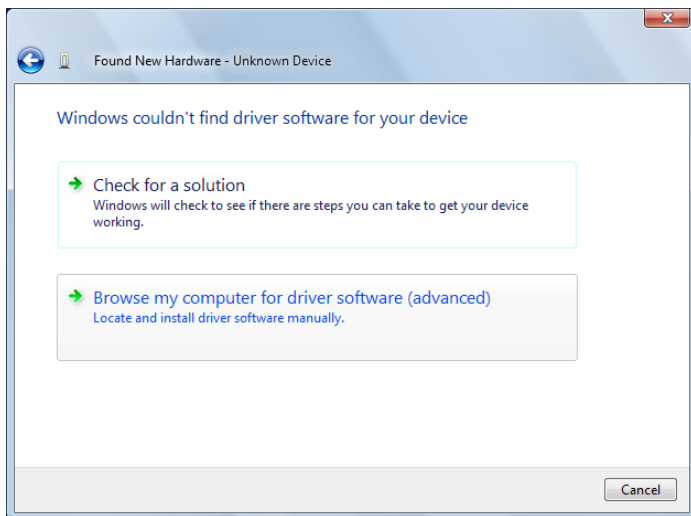 Found New Hardware - Unknown Device
Windows couldn't find driver software for your device
Check for a solution
Windows will check to see if there are steps you can take to get your device
working.
Browse my computer for driver software (advanced)
Locate and install driver software manually.
Cancel